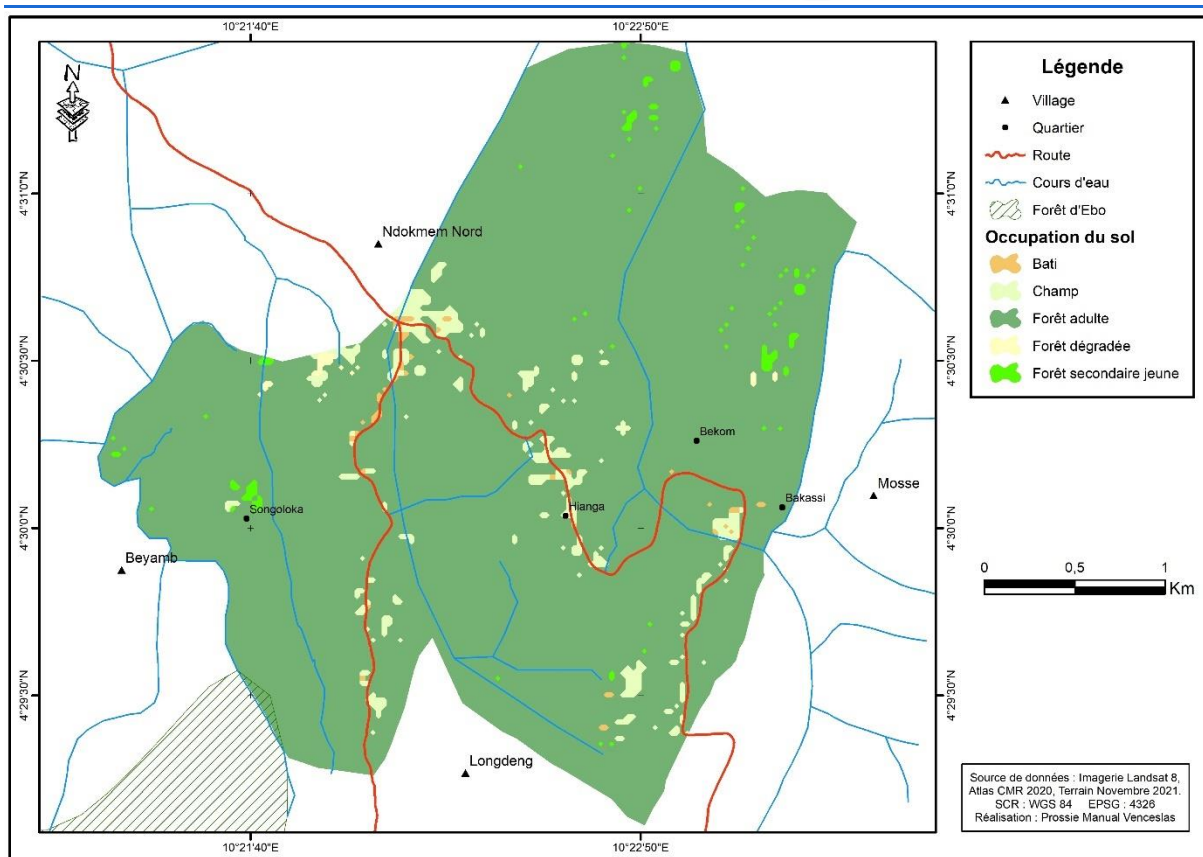 10°21'40"E
10°22'50"E
N
4°31'0"N
4°31'0"N
Ndokmem Nord
4°30'30"N
4°30'30"N
Bekom
Mosse
Bakassi
Hianga
Songoloka
4°30'0"N
4°30'0"N
Beyamb
4°29'30"N
4°29'30"N
Longdeng
10°21'40"E
10°22'50"E
Légende
Village
Quartier
Route
Cours d'eau
Forêt d'Ebo
Occupation du sol
Bati
Champ
Forêt adulte
Forêt dégradée
Forêt secondaire jeune
0 0,5 1
Km
Source de données : Imagerie Landsat 8,
Atlas CMR 2020, Terrain Novembre 2021.
SCR : WGS 84 EPSG : 4326
Réalisation : Prossie Manual Venceslas